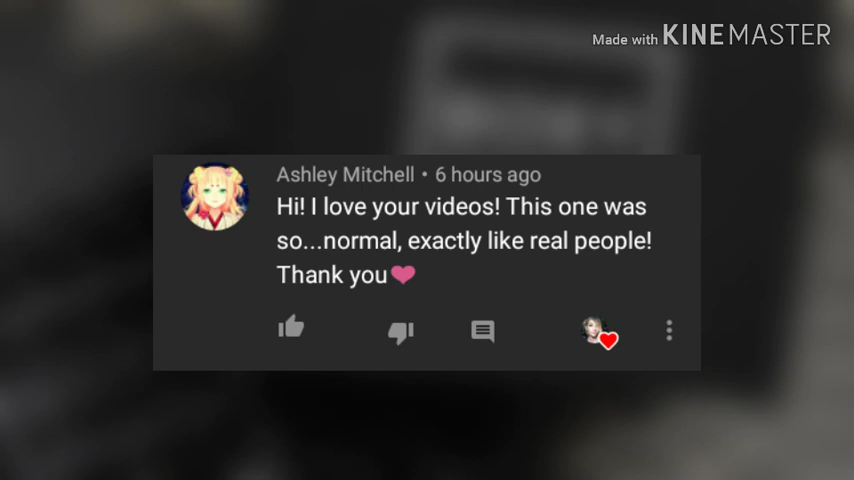 Made with KINEMASTER
Ashley Mitchell • 6 hours ago
Hi! I love your videos! This one was
so...normal, exactly like real people!
Thank you❤